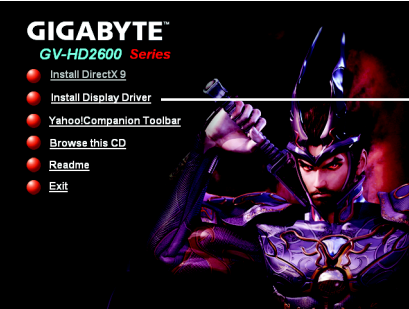 GIGABYTE™
GV-HD2600 Series
Install DirectX 9
Install Display Driver
Yahoo!Companion Toolbar
Browse this CD
Readme
Exit